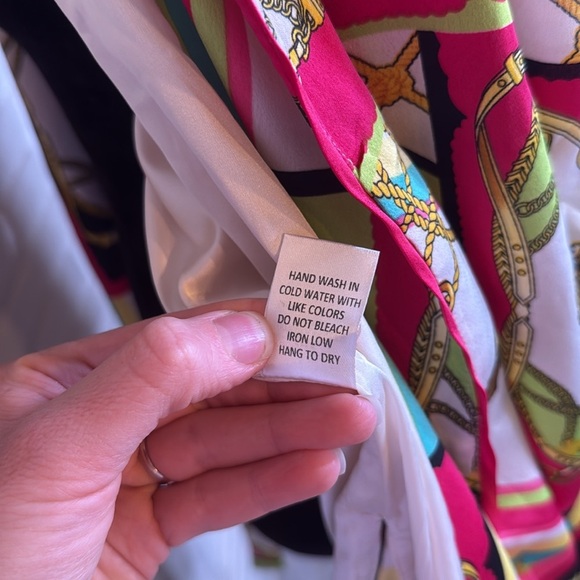 HAND WASH IN
COLD WATER WITH
LIKE COLORS
DO NOT BLEACH
IRON LOW
HANG TO DRY